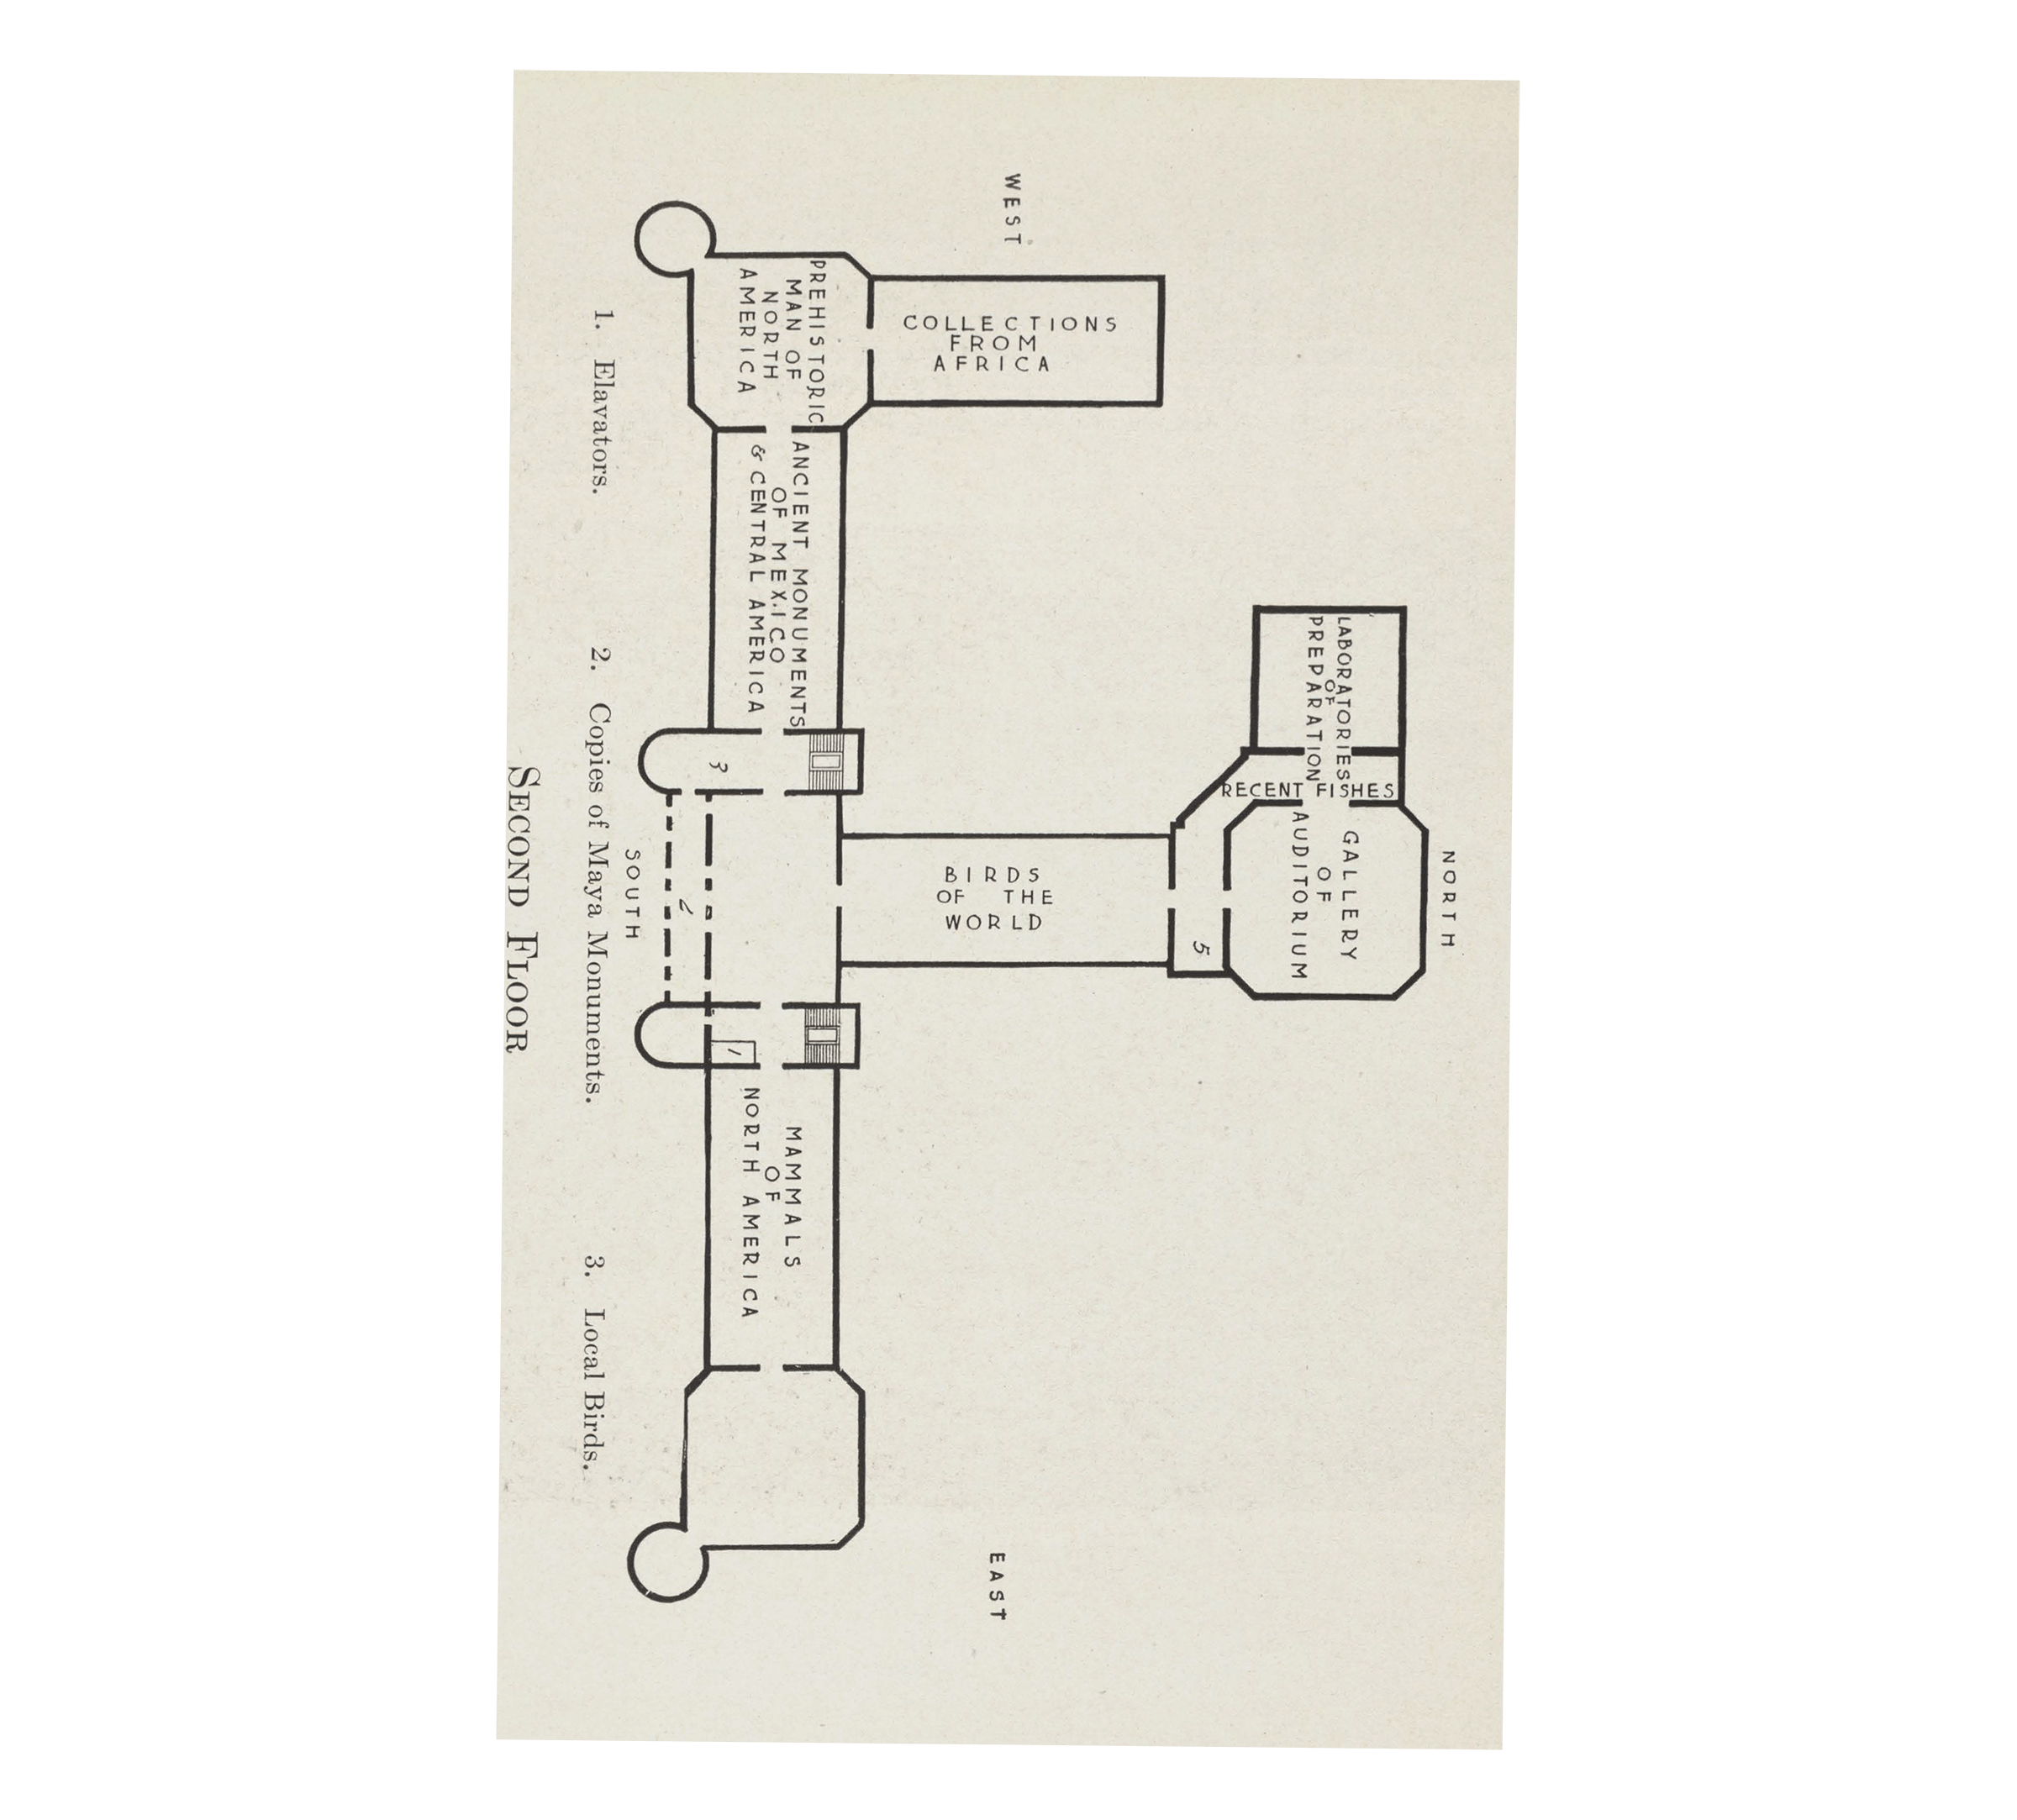 NORTH
WEST
EAST
SOUTH
COLLECTIONS
FROM
AFRICA
PREHISTORIC
MAN OF
NORTH
AMERICA
ANCIENT MONUMENTS
OF MEXICO
& CENTRAL AMERICA
LABORATORIES
OF
PREPARATION
RECENT FISHES
GALLERY
OF
AUDITORIUM
5
BIRDS
OF THE
WORLD
3
2
1
MAMMALS
OF
NORTH AMERICA
1. Elavators.
2. Copies of Maya Monuments.
3. Local Birds.
SECOND FLOOR